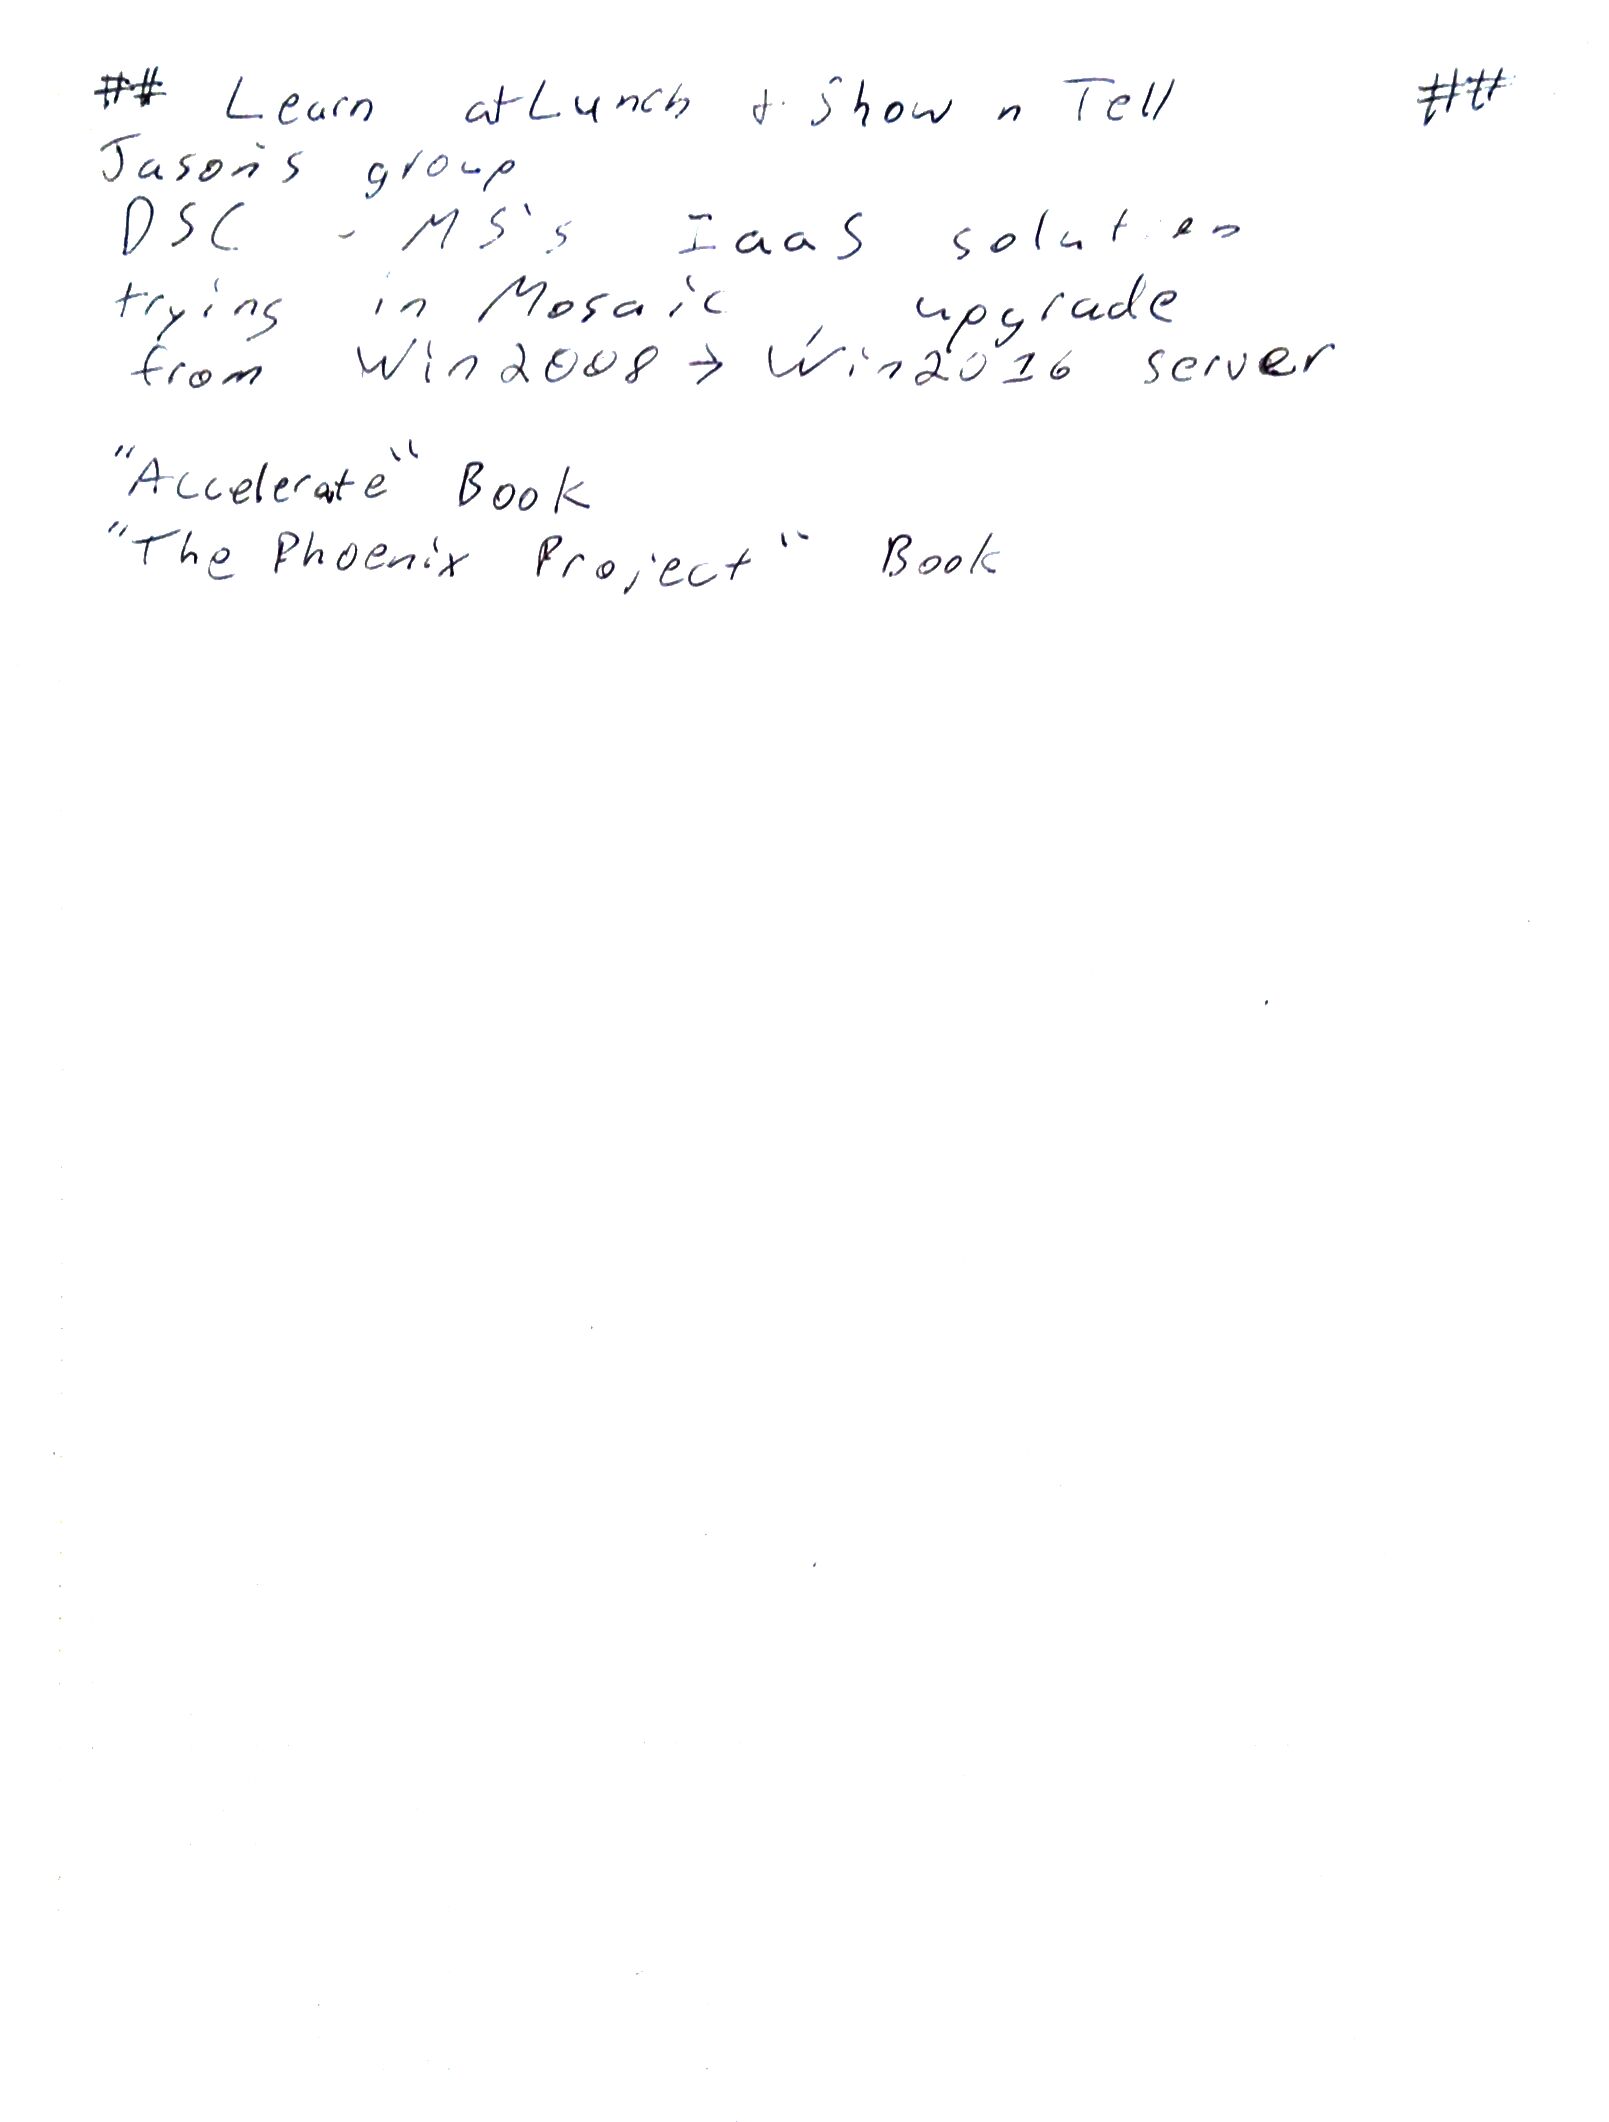 ## Learn at Lunch & Show n Tell ##
Jason's group
DSC - MS's IaaS solution
trying in Mosaic upgrade
from Win2008 → Win2016 server
"Accelerate" Book
"The Phoenix Project" Book